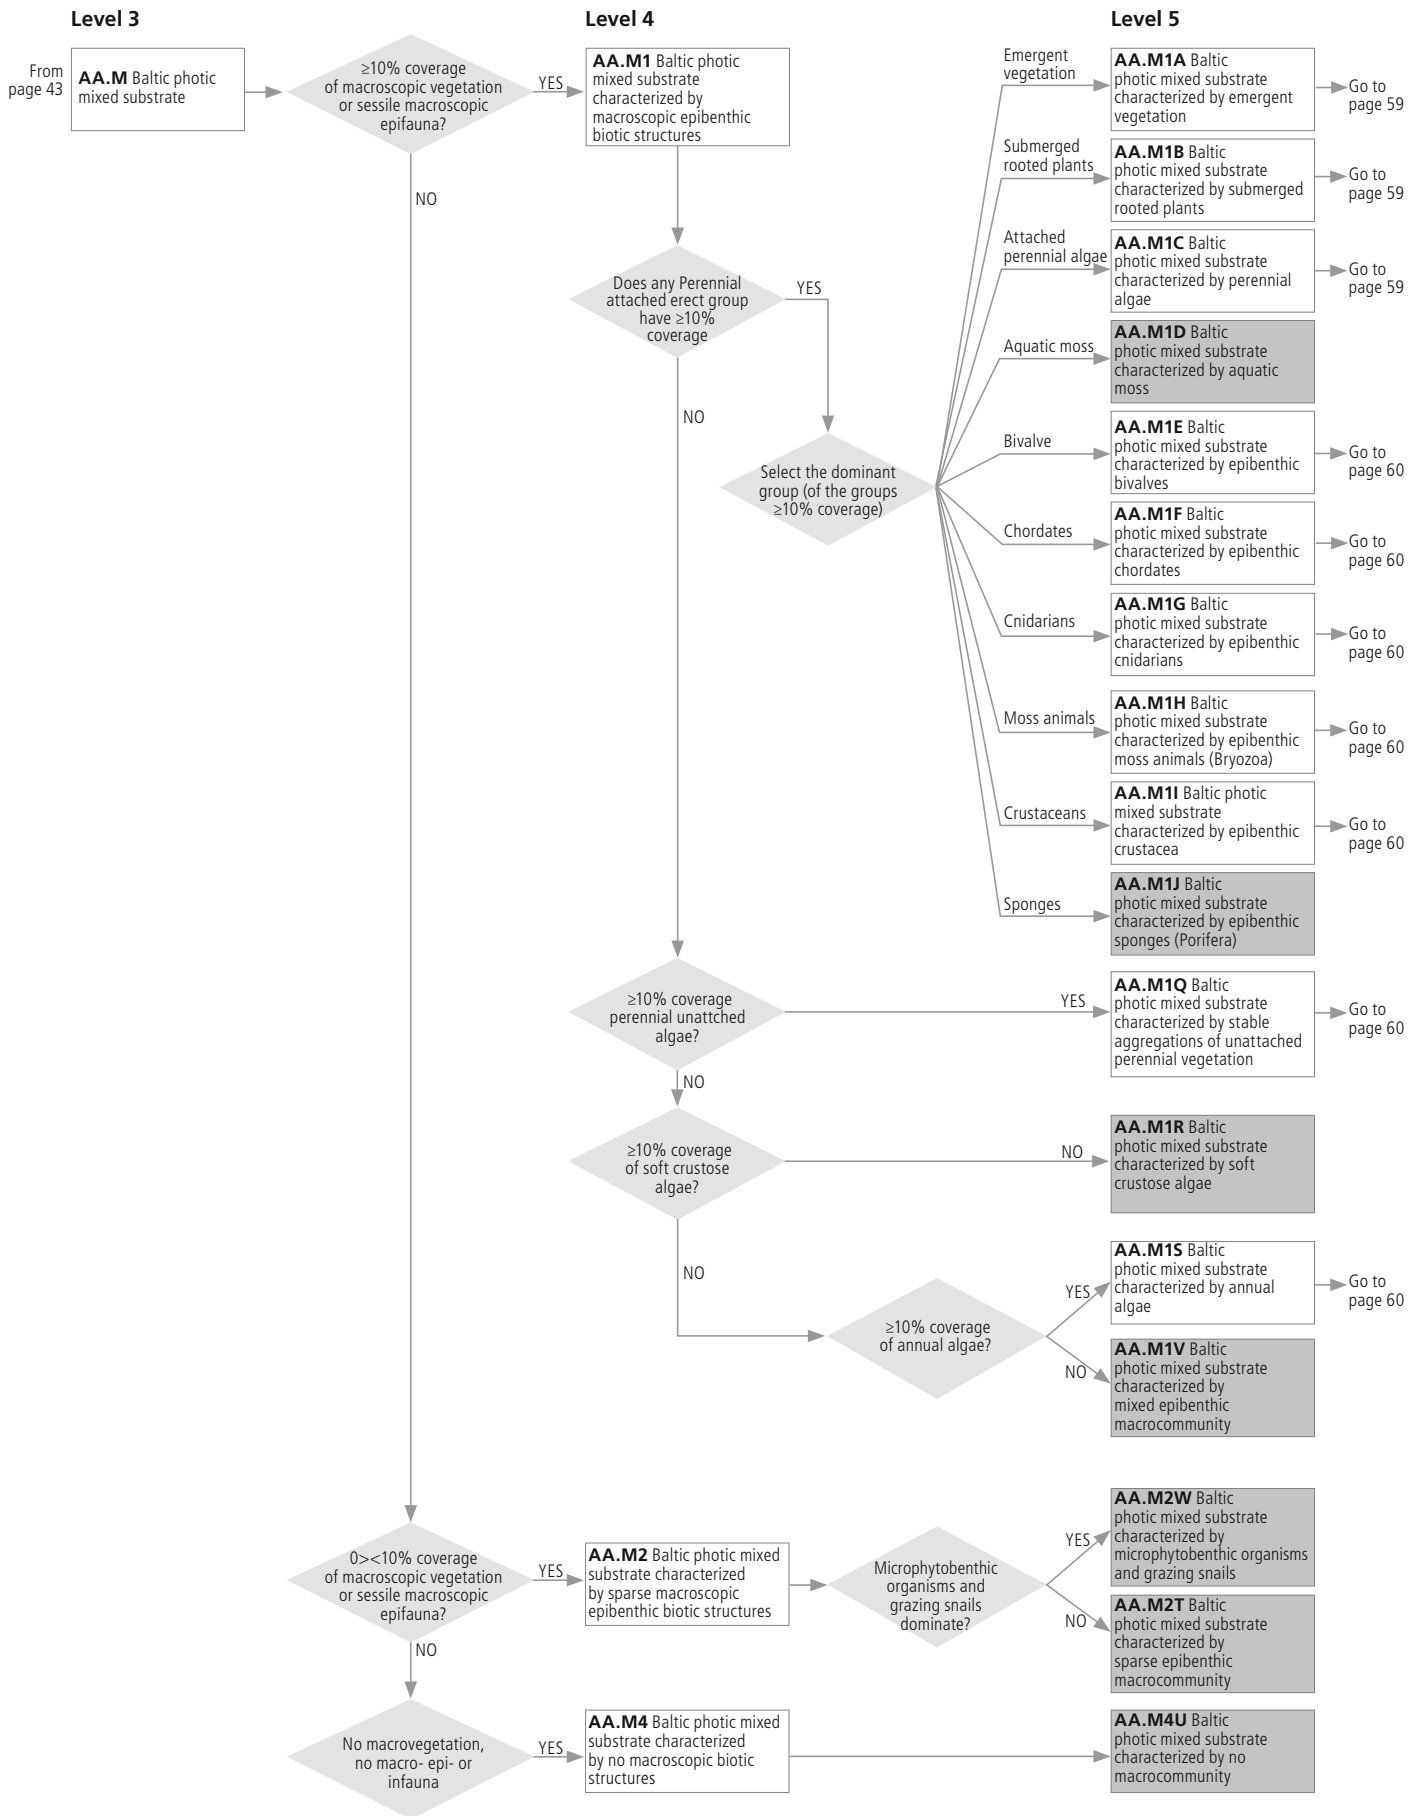 Level 3
Level 4
Level 5
From
page 43
AA.M Baltic photic
mixed substrate
≥10% coverage
of macroscopic vegetation
or sessile macroscopic
epifauna?
YES
NO
AA.M1 Baltic photic
mixed substrate
characterized by
macroscopic epibenthic
biotic structures
Does any Perennial
attached erect group
have ≥10%
coverage
YES
NO
Select the dominant
group (of the groups
≥10% coverage)
Emergent
vegetation
AA.M1A Baltic
photic mixed substrate
characterized by emergent
vegetation
Go to
page 59
Submerged
rooted plants
AA.M1B Baltic
photic mixed substrate
characterized by submerged
rooted plants
Go to
page 59
Attached
perennial algae
AA.M1C Baltic
photic mixed substrate
characterized by perennial
algae
Go to
page 59
Aquatic moss
AA.M1D Baltic
photic mixed substrate
characterized by aquatic
moss
Bivalve
AA.M1E Baltic
photic mixed substrate
characterized by epibenthic
bivalves
Go to
page 60
Chordates
AA.M1F Baltic
photic mixed substrate
characterized by epibenthic
chordates
Go to
page 60
Cnidarians
AA.M1G Baltic
photic mixed substrate
characterized by epibenthic
cnidarians
Go to
page 60
Moss animals
AA.M1H Baltic
photic mixed substrate
characterized by epibenthic
moss animals (Bryozoa)
Go to
page 60
Crustaceans
AA.M1I Baltic photic
mixed substrate
characterized by epibenthic
crustacea
Go to
page 60
Sponges
AA.M1J Baltic
photic mixed substrate
characterized by epibenthic
sponges (Porifera)
≥10% coverage
perennial unattched
algae?
YES
NO
AA.M1Q Baltic
photic mixed substrate
characterized by stable
aggregations of unattached
perennial vegetation
Go to
page 60
≥10% coverage
of soft crustose
algae?
NO
NO
AA.M1R Baltic
photic mixed substrate
characterized by soft
crustose algae
≥10% coverage
of annual algae?
YES
AA.M1S Baltic
photic mixed substrate
characterized by annual
algae
Go to
page 60
NO
AA.M1V Baltic
photic mixed substrate
characterized by
mixed epibenthic
macrocommunity
0><10% coverage
of macroscopic vegetation
or sessile macroscopic
epifauna?
YES
NO
AA.M2 Baltic photic mixed
substrate characterized
by sparse macroscopic
epibenthic biotic structures
Microphytobenthic
organisms and
grazing snails
dominate?
YES
AA.M2W Baltic
photic mixed substrate
characterized by
microphytobenthic organisms
and grazing snails
NO
AA.M2T Baltic
photic mixed substrate
characterized by
sparse epibenthic
macrocommunity
No macrovegetation,
no macro- epi- or
infauna
YES
AA.M4 Baltic photic mixed
substrate characterized
by no macroscopic biotic
structures
AA.M4U Baltic
photic mixed substrate
characterized by no
macrocommunity